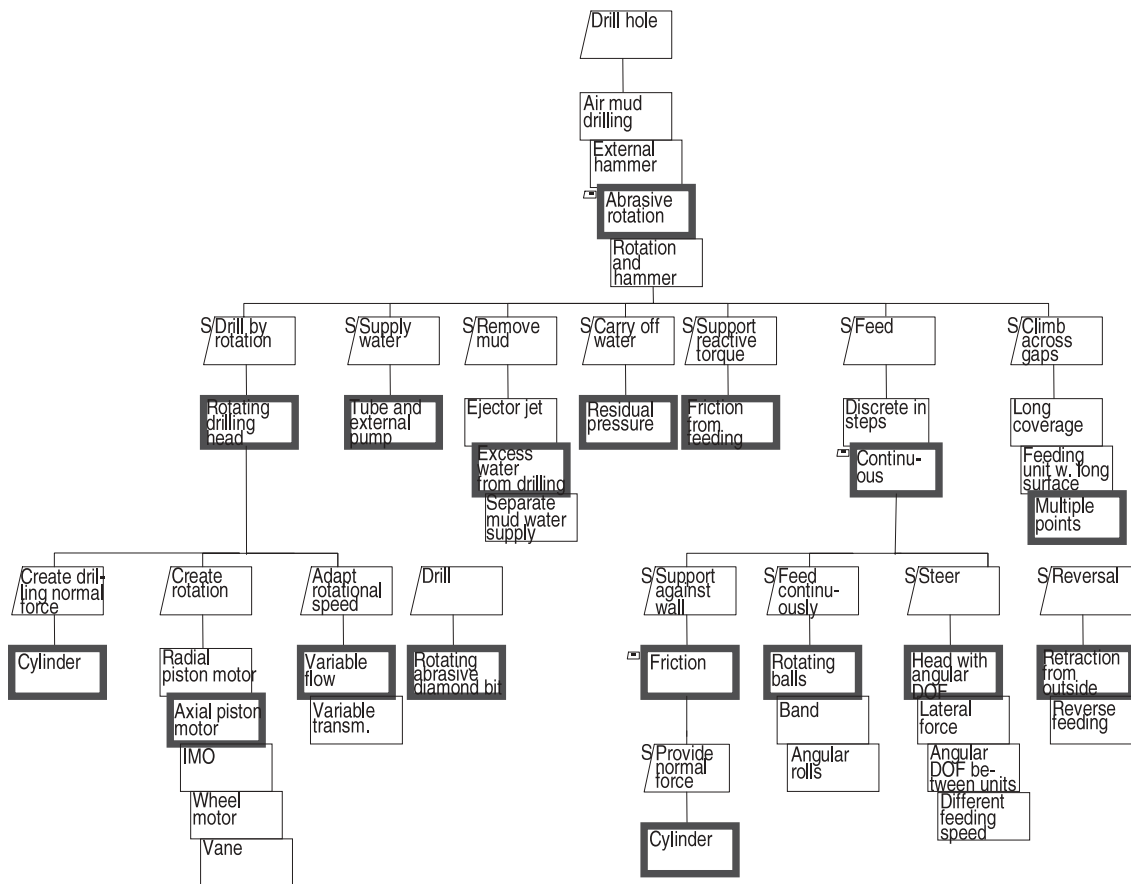 Drill hole
Air mud
drilling
External
hammer
Abrasive
rotation
Rotation
and
hammer
S/Drill by
rotation
S/Supply
water
S/Remove
mud
S/Carry off
water
S/Support
reactive
torque
S/Feed
S/Climb
across
gaps
Rotating
drilling
head
Tube and
external
pump
Ejector jet
Excess
water
from drilling
Separate
mud water
supply
Residual
pressure
Friction
from
feeding
Discrete in
steps
Continu-
ous
Long
coverage
Feeding
unit w. long
surface
Multiple
points
Create dril-
ling normal
force
Create
rotation
Adapt
rotational
speed
Drill
S/Support
against
wall
S/Feed
continu-
ously
S/Steer
S/Reversal
Cylinder
Radial
piston motor
Axial piston
motor
IMO
Wheel
motor
Vane
Variable
flow
Variable
transm.
Rotating
abrasive
diamond bit
Friction
S/Provide
normal
force
Cylinder
Rotating
balls
Band
Angular
rolls
Head with
angular
DOF
Lateral
force
Angular
DOF be-
tween units
Different
feeding
speed
Retraction
from
outside
Reverse
feeding